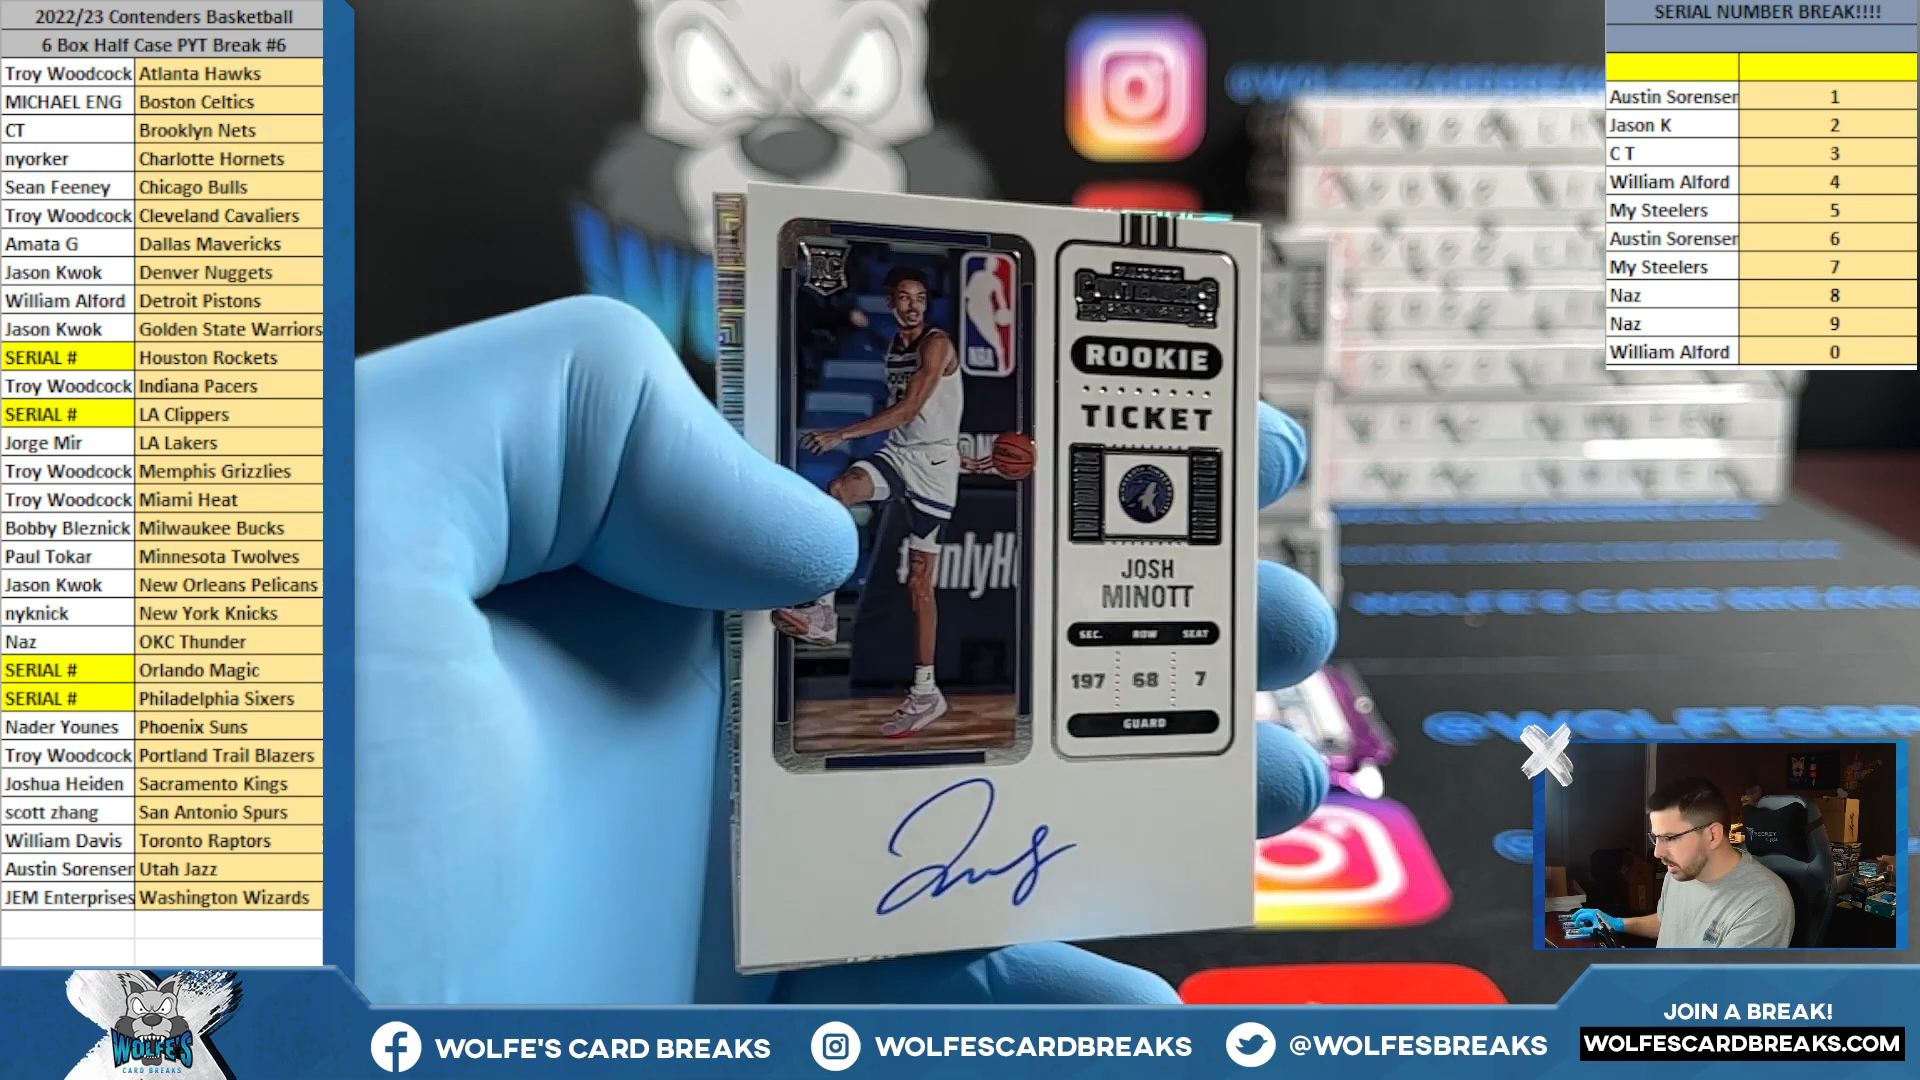 2022/23 Contenders Basketball
6 Box Half Case PYT Break #6
Troy Woodcock Atlanta Hawks
MICHAEL ENG Boston Celtics
CT Brooklyn Nets
nyorker Charlotte Hornets
Sean Feeney Chicago Bulls
Troy Woodcock Cleveland Cavaliers
Amata G Dallas Mavericks
Jason Kwok Denver Nuggets
William Alford Detroit Pistons
Jason Kwok Golden State Warriors
SERIAL # Houston Rockets
Troy Woodcock Indiana Pacers
SERIAL # LA Clippers
Jorge Mir LA Lakers
Troy Woodcock Memphis Grizzlies
Troy Woodcock Miami Heat
Bobby Bleznick Milwaukee Bucks
Paul Tokar Minnesota Twolves
Jason Kwok New Orleans Pelicans
nyknick New York Knicks
Naz OKC Thunder
SERIAL # Orlando Magic
SERIAL # Philadelphia Sixers
Nader Younes Phoenix Suns
Troy Woodcock Portland Trail Blazers
Joshua Heiden Sacramento Kings
scott zhang San Antonio Spurs
William Davis Toronto Raptors
Austin Sorensen Utah Jazz
JEM Enterprises Washington Wizards
SERIAL NUMBER BREAK!!!!
Austin Sorensen 1
Jason K 2
C T 3
William Alford 4
My Steelers 5
Austin Sorensen 6
My Steelers 7
Naz 8
Naz 9
William Alford 0
RC
NBA
CONTENDERS
ROOKIE
TICKET
JOSH
MINOTT
SEC. ROW SEAT
197 68 7
GUARD
WOLFE'S
CARD BREAKS
WOLFE'S CARD BREAKS
WOLFESCARDBREAKS
@WOLFESBREAKS
JOIN A BREAK!
WOLFESCARDBREAKS.COM